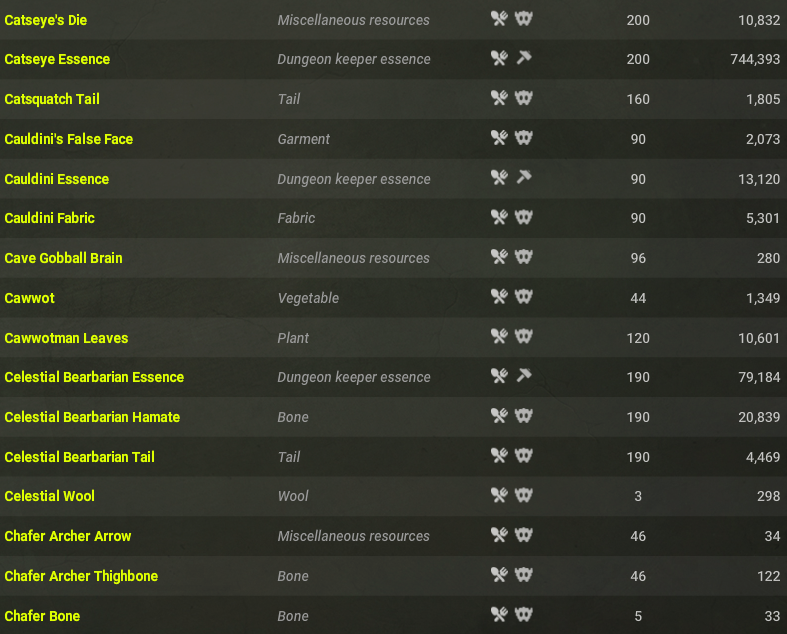 Catseye's Die Miscellaneous resources 200 10,832
Catseye Essence Dungeon keeper essence 200 744,393
Catsquatch Tail Tail 160 1,805
Cauldini's False Face Garment 90 2,073
Cauldini Essence Dungeon keeper essence 90 13,120
Cauldini Fabric Fabric 90 5,301
Cave Gobball Brain Miscellaneous resources 96 280
Cawwot Vegetable 44 1,349
Cawwotman Leaves Plant 120 10,601
Celestial Bearbarian Essence Dungeon keeper essence 190 79,184
Celestial Bearbarian Hamate Bone 190 20,839
Celestial Bearbarian Tail Tail 190 4,469
Celestial Wool Wool 3 298
Chafer Archer Arrow Miscellaneous resources 46 34
Chafer Archer Thighbone Bone 46 122
Chafer Bone Bone 5 33